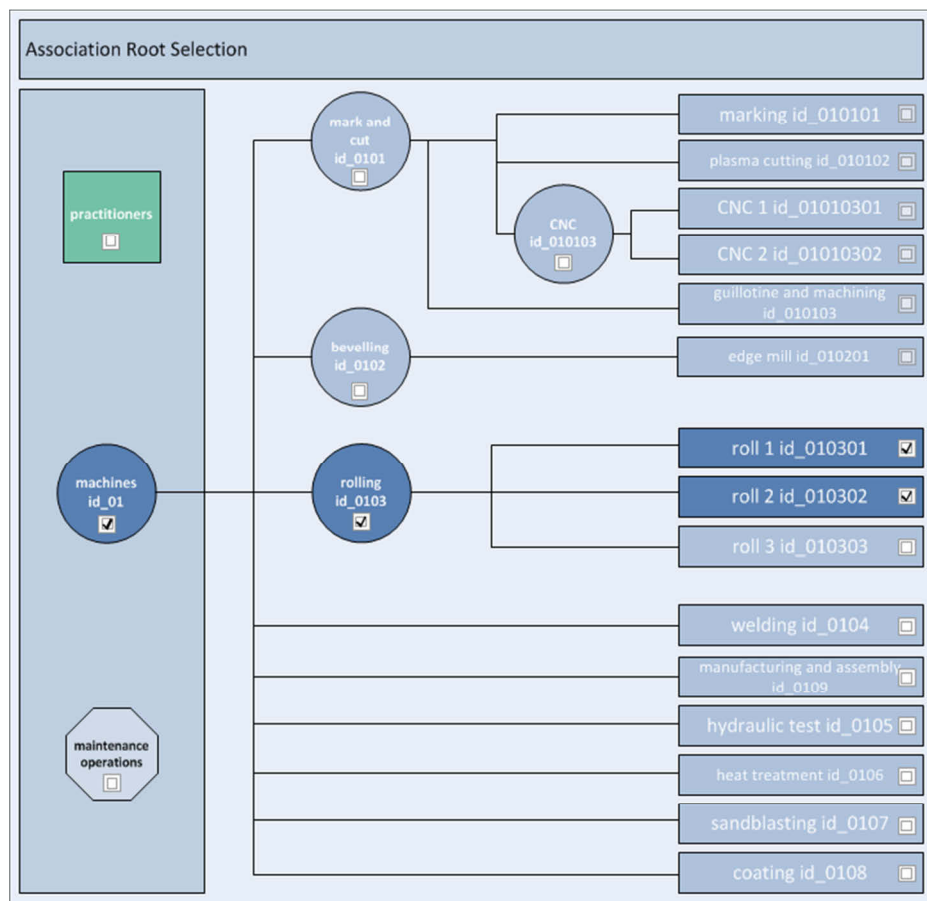 Association Root Selection
practitioners
machines
id_01
maintenance
operations
mark and
cut
id_0101
CNC
id_010103
bevelling
id_0102
rolling
id_0103
marking id_010101
plasma cutting id_010102
CNC 1 id_01010301
CNC 2 id_01010302
guillotine and machining
id_010103
edge mill id_010201
roll 1 id_010301
roll 2 id_010302
roll 3 id_010303
welding id_0104
manufacturing and assembly
id_0109
hydraulic test id_0105
heat treatment id_0106
sandblasting id_0107
coating id_0108